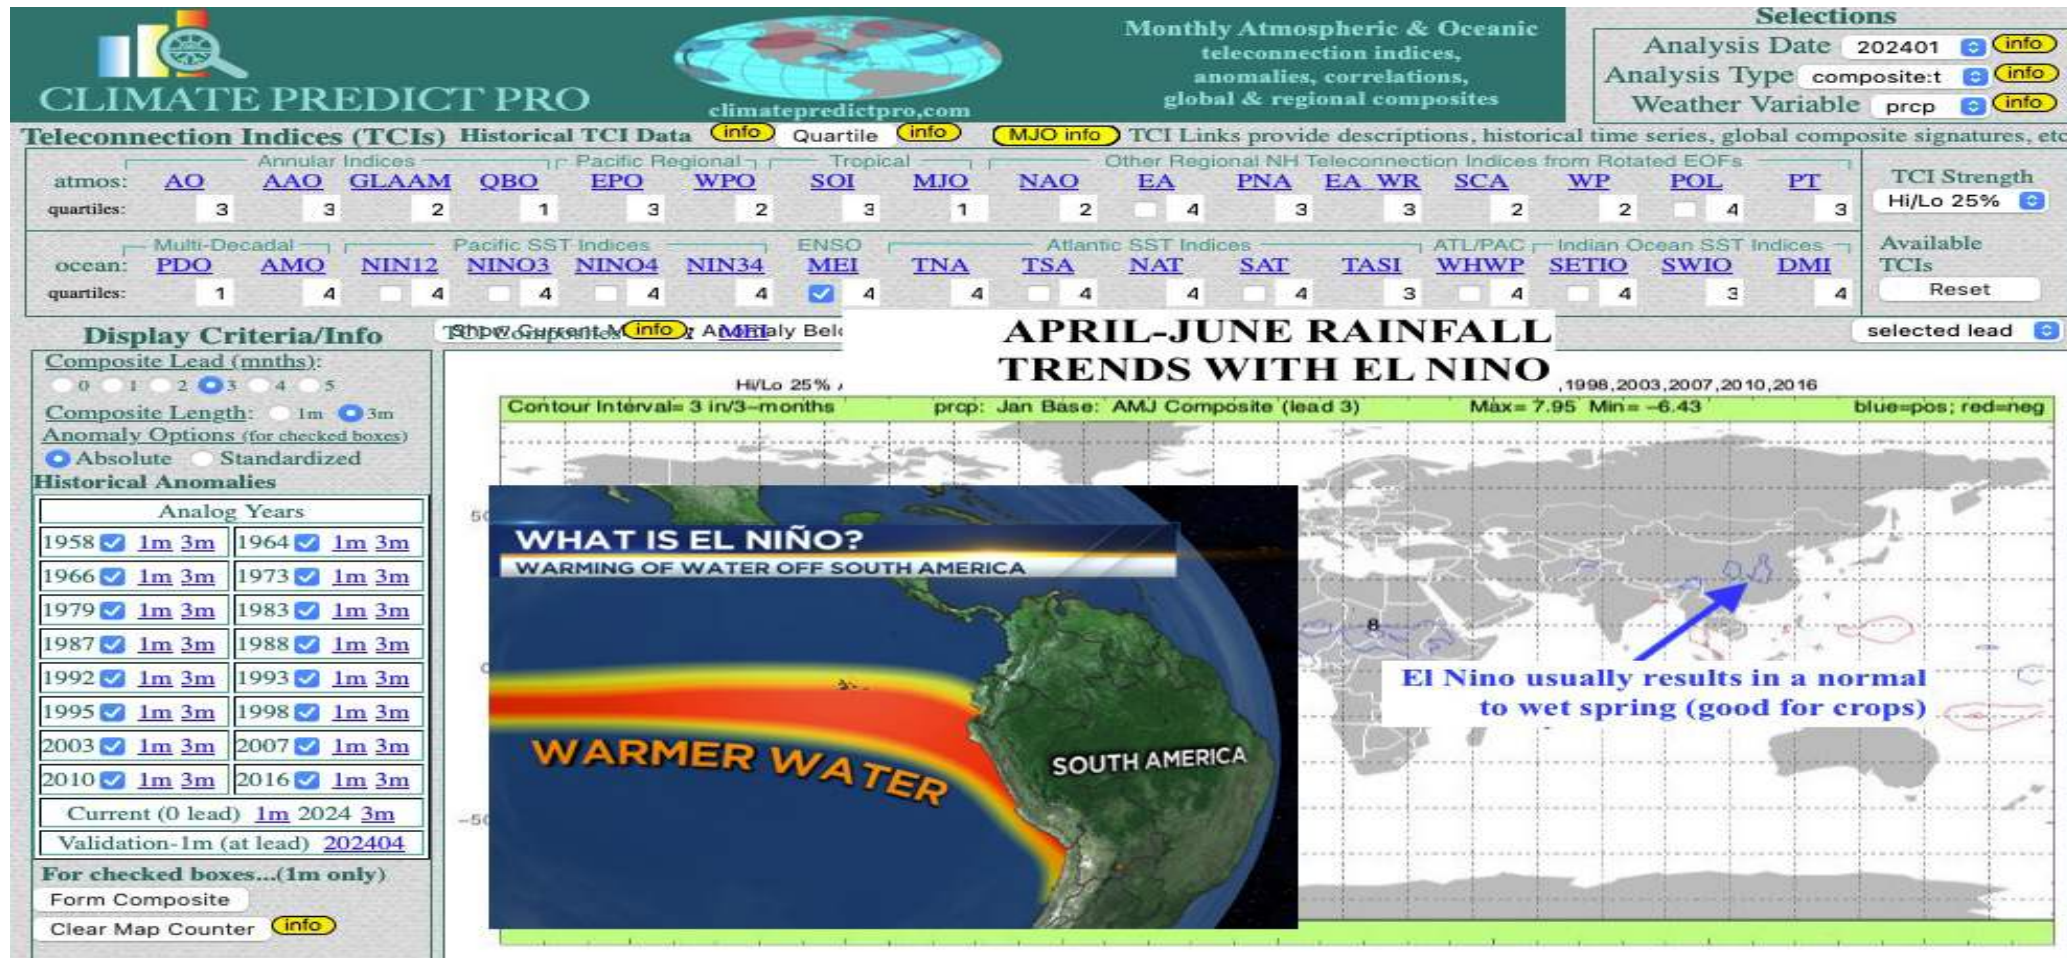 CLIMATE PREDICT PRO
climatepredictpro,com
Monthly Atmospheric & Oceanic
teleconnection indices,
anomalies, correlations,
global & regional composites
Selections
Analysis Date 202401 info
Analysis Type composite:t info
Weather Variable prcp info
Teleconnection Indices (TCIs) Historical TCI Data info Quartile info MJO info TCI Links provide descriptions, historical time series, global composite signatures, etc
Annular Indices Pacific Regional Tropical Other Regional NH Teleconnection Indices from Rotated EOFs
atmos: AO AAO GLAAM QBO EPO WPO SOI MJO NAO EA PNA EA WR SCA WP POL PT
quartiles: 3 3 2 1 3 2 3 1 2 4 3 3 2 2 4 3
TCI Strength
Hi/Lo 25%
Multi-Decadal Pacific SST Indices ENSO Atlantic SST Indices ATL/PAC Indian Ocean SST Indices
ocean: PDO AMO NIN12 NINO3 NINO4 NIN34 MEI TNA TSA NAT SAT TASI WHWP SETIO SWIO DMI
quartiles: 1 4 4 4 4 4 4 4 4 4 4 3 4 4 3 4
Available
TCIs
Reset
Display Criteria/Info
Composite Lead (mnths):
0 1 2 3 4 5
Composite Length: 1m 3m
Anomaly Options (for checked boxes)
Absolute Standardized
Historical Anomalies
Analog Years
1958 1m 3m 1964 1m 3m
1966 1m 3m 1973 1m 3m
1979 1m 3m 1983 1m 3m
1987 1m 3m 1988 1m 3m
1992 1m 3m 1993 1m 3m
1995 1m 3m 1998 1m 3m
2003 1m 3m 2007 1m 3m
2010 1m 3m 2016 1m 3m
Current (0 lead) 1m 2024 3m
Validation-1m (at lead) 202404
For checked boxes...(1m only)
Form Composite
Clear Map Counter info
Show Current info Anomaly MEI
selected lead
APRIL-JUNE RAINFALL
TRENDS WITH EL NINO
Hi/Lo 25% ,1998,2003,2007,2010,2016
Contour Interval= 3 in/3-months prcp: Jan Base: AMJ Composite (lead 3) Max= 7.95 Min= -6.43 blue=pos; red=neg
WHAT IS EL NIÑO?
WARMING OF WATER OFF SOUTH AMERICA
WARMER WATER
SOUTH AMERICA
8
El Nino usually results in a normal
to wet spring (good for crops)